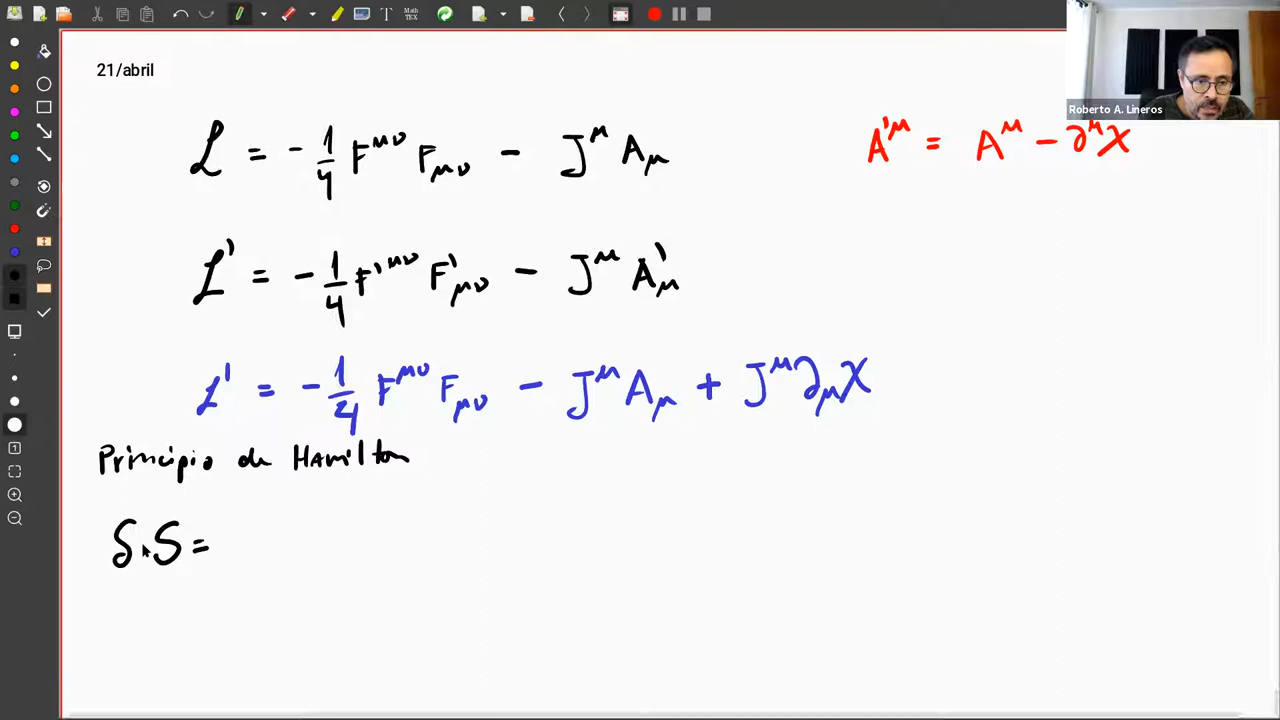 21/abril
Roberto A. Lineros
ℒ = -1/4 F^{μν} F_{μν} - J^μ A_μ
A'^μ = A^μ - ∂^μ χ
ℒ' = -1/4 F'^{μν} F'_{μν} - J^μ A'_μ
ℒ' = -1/4 F^{μν} F_{μν} - J^μ A_μ + J^μ ∂_μ χ
Principio de Hamilton
δS =